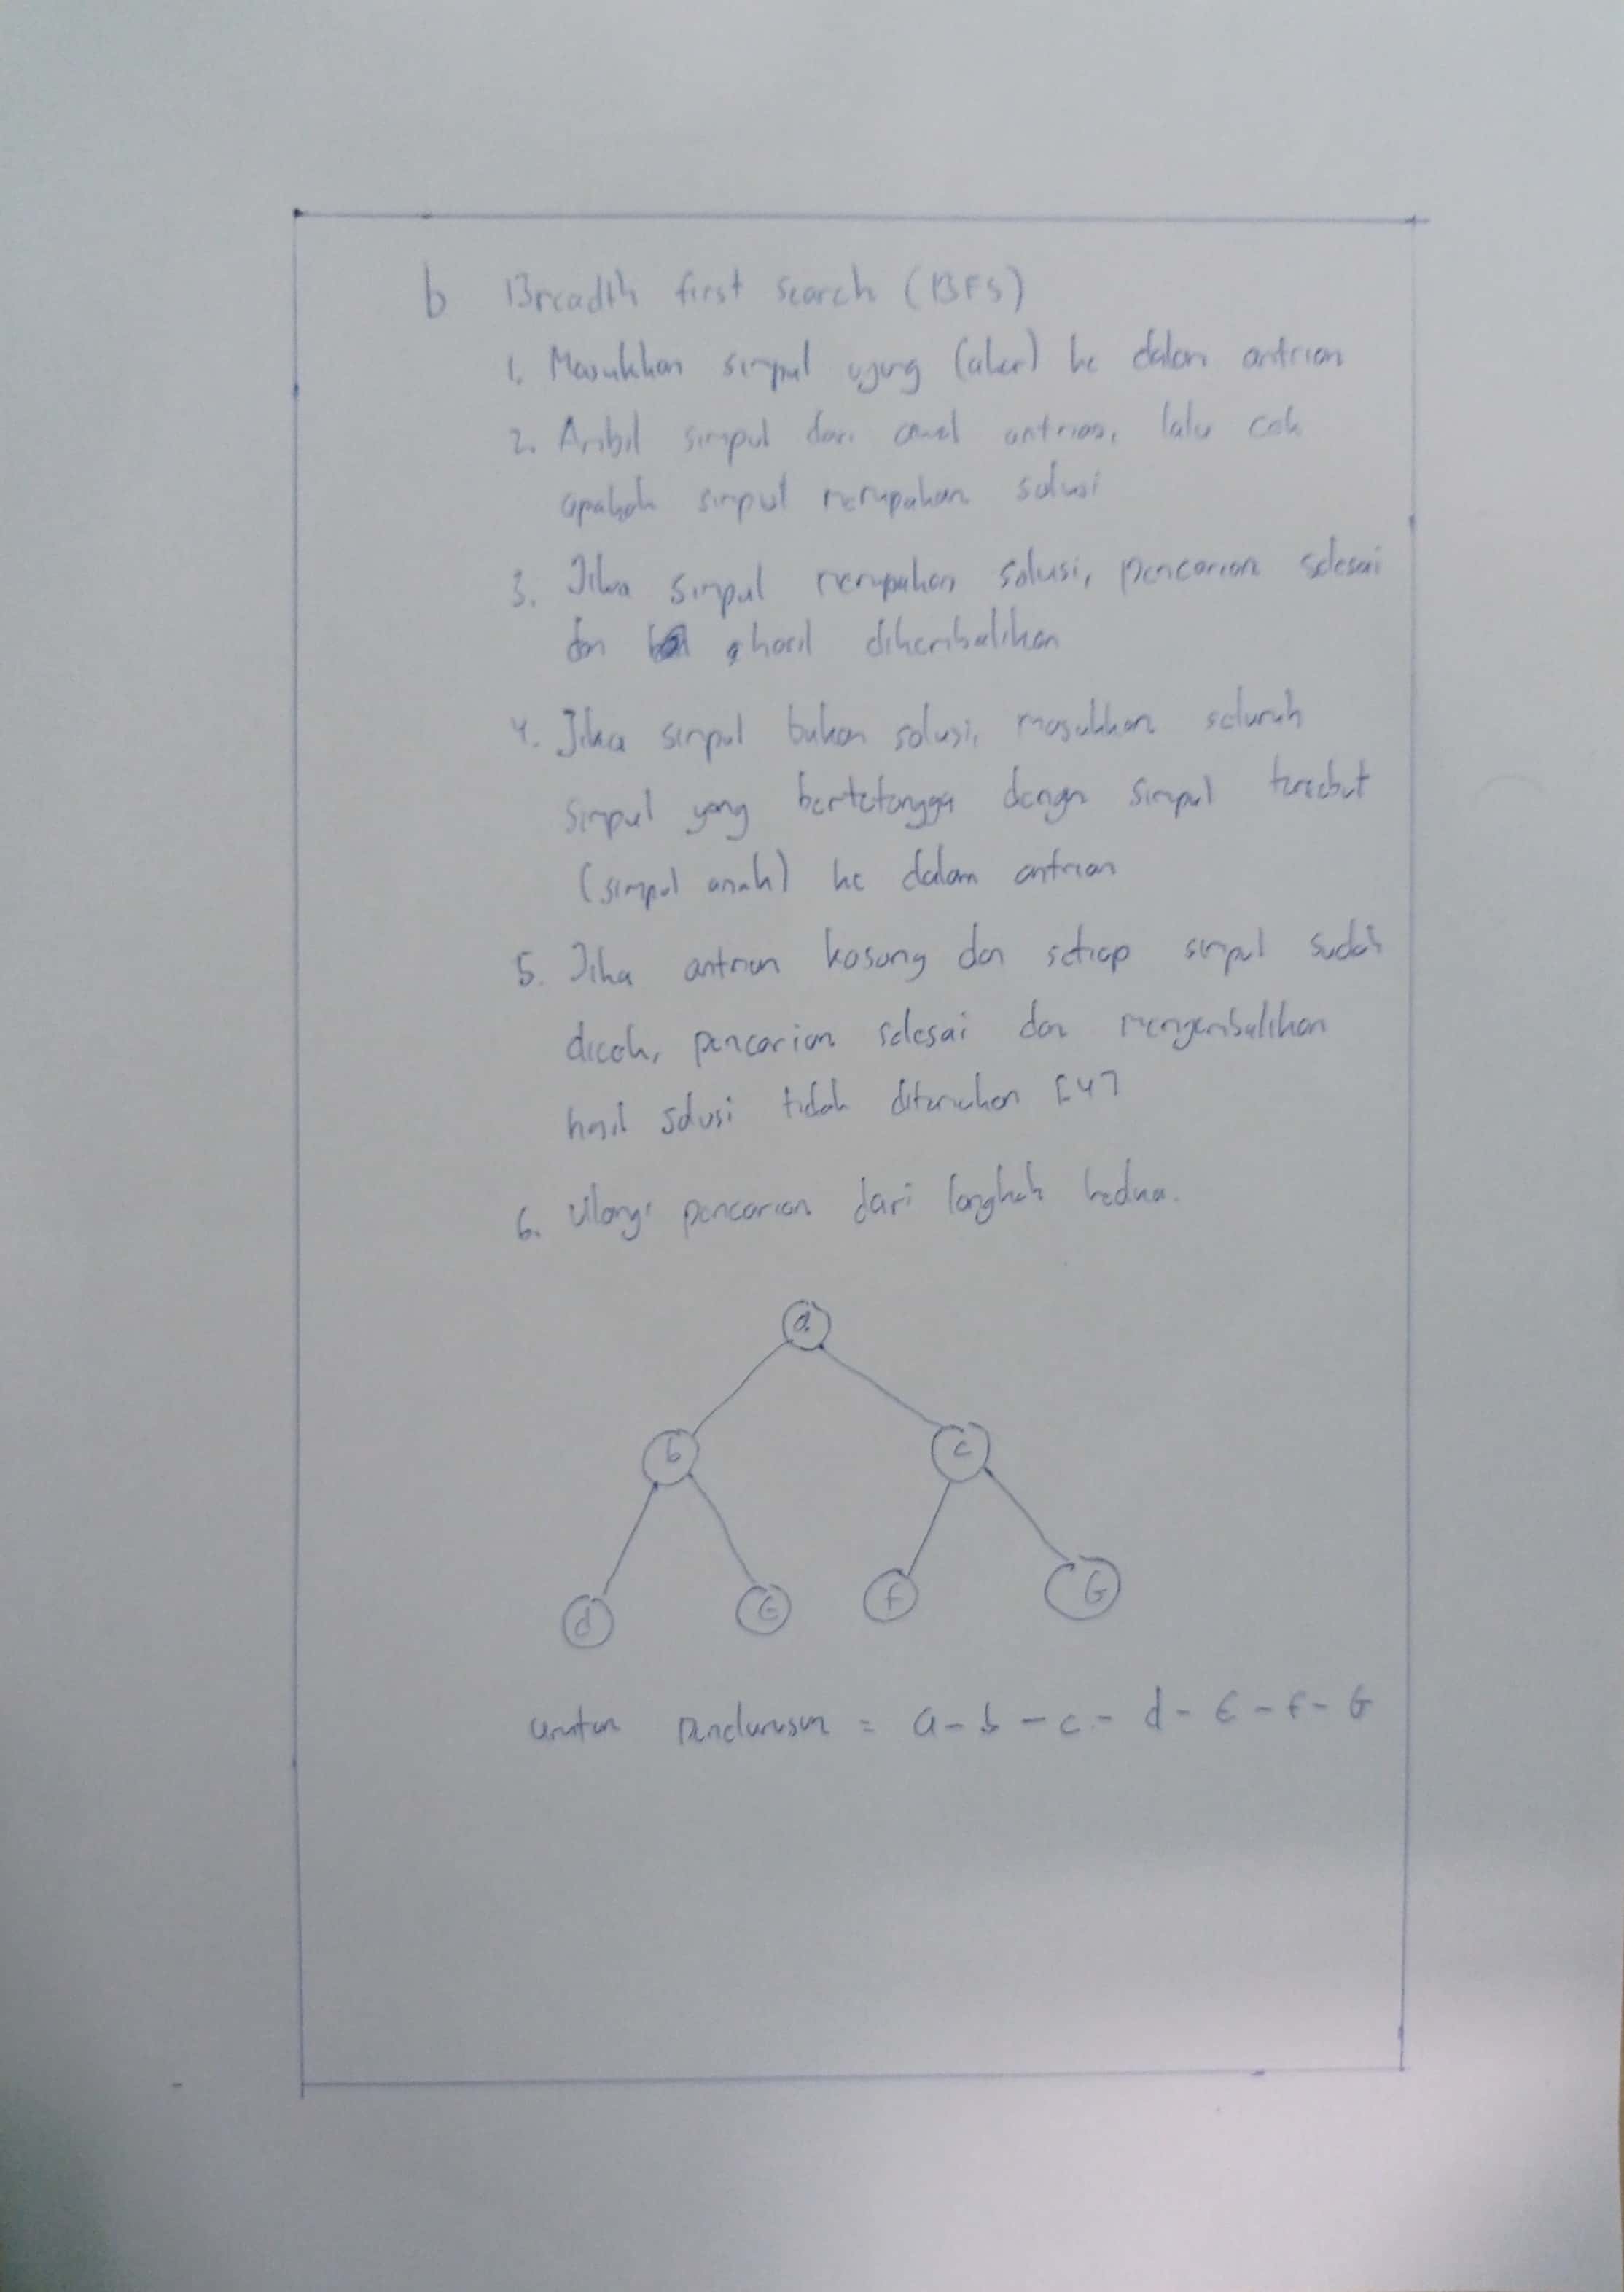 b Breadth first search (BFS)
1. Masukkan simpul ujung (akar) ke dalam antrian
2. Ambil simpul dari awal antrian, lalu cek
apakah simpul merupakan solusi
3. Jika simpul merupakan solusi, pencarian selesai
dan hasil dikembalikan
4. Jika simpul bukan solusi, masukkan seluruh
simpul yang bertetangga dengan simpul tersebut
(simpul anak) ke dalam antrian
5. Jika antrian kosong dan setiap simpul sudah
dicek, pencarian selesai dan mengembalikan
hasil solusi tidak ditemukan [4]
6. Ulangi pencarian dari langkah kedua.
a
b c
d E f G
urutan penelurusan = a - b - c - d - E - f - G